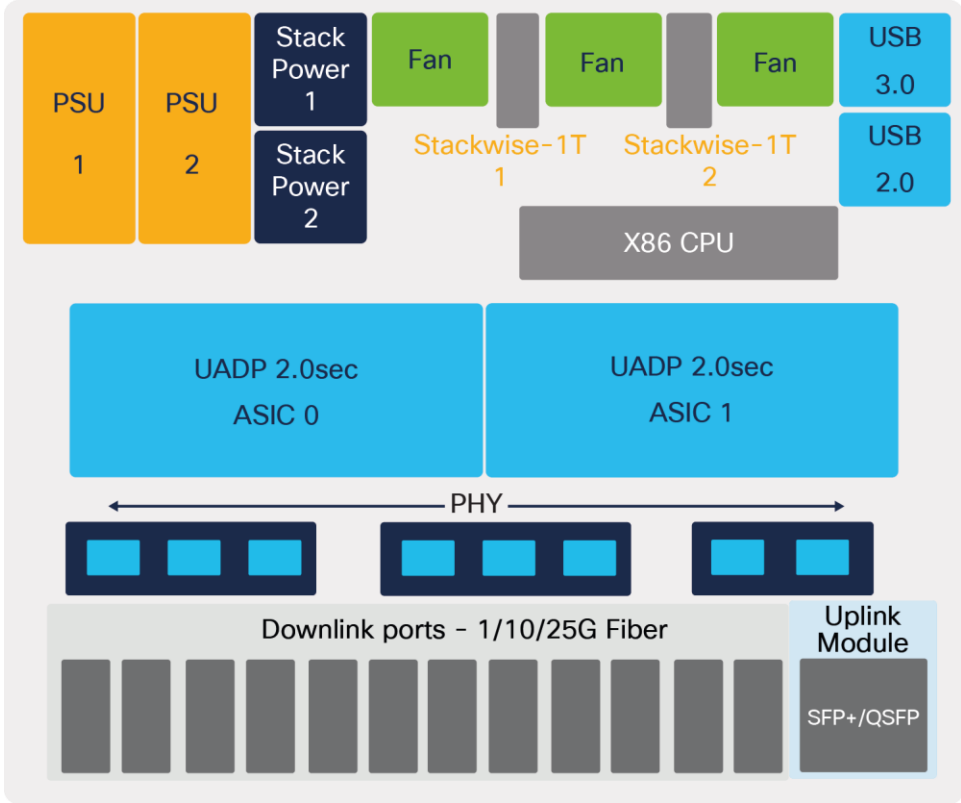 PSU
1
PSU
2
Stack
Power
1
Stack
Power
2
Fan
Fan
Fan
Stackwise-1T
1
Stackwise-1T
2
USB
3.0
USB
2.0
X86 CPU
UADP 2.0sec
ASIC 0
UADP 2.0sec
ASIC 1
PHY
Downlink ports - 1/10/25G Fiber
Uplink
Module
SFP+/QSFP